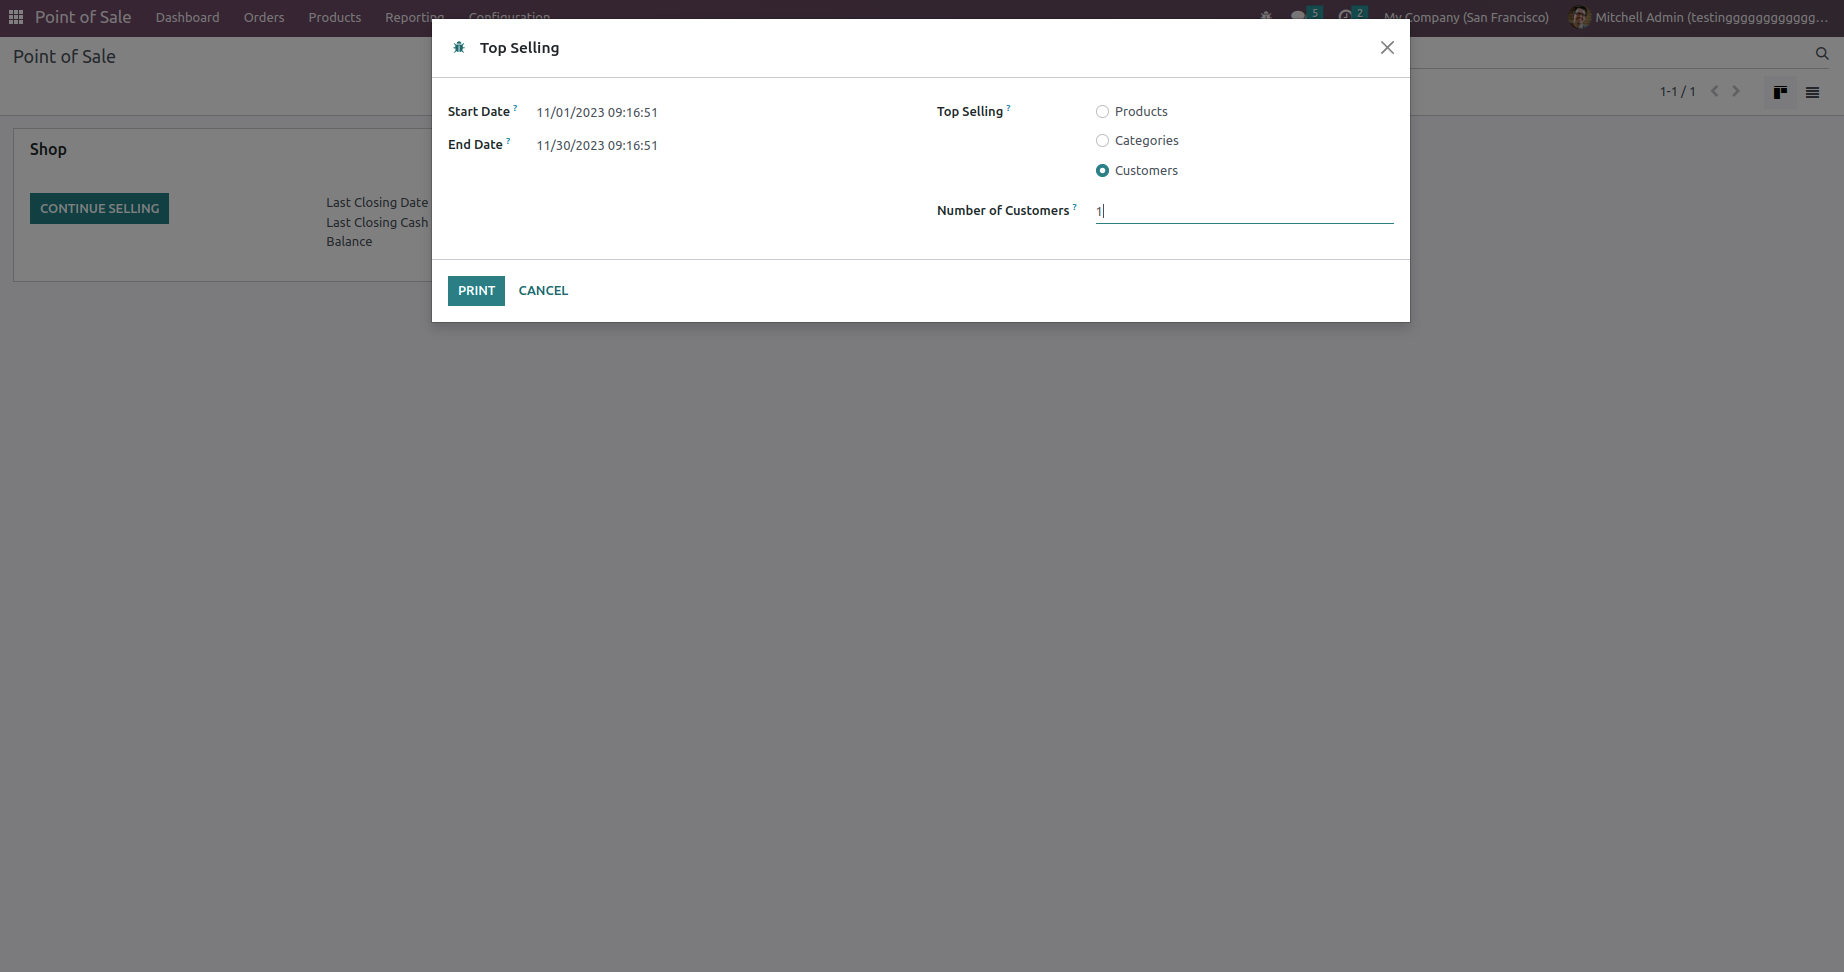 Point of Sale Dashboard Orders Products Reporting Configuration 5 2 My Company (San Francisco) Mitchell Admin (testingggggggggggggg...
Point of Sale
1-1 / 1
Top Selling
Start Date ? 11/01/2023 09:16:51
End Date ? 11/30/2023 09:16:51
Top Selling ? Products
Categories
Customers
Number of Customers ? 1
PRINT CANCEL
Shop
CONTINUE SELLING
Last Closing Date
Last Closing Cash
Balance